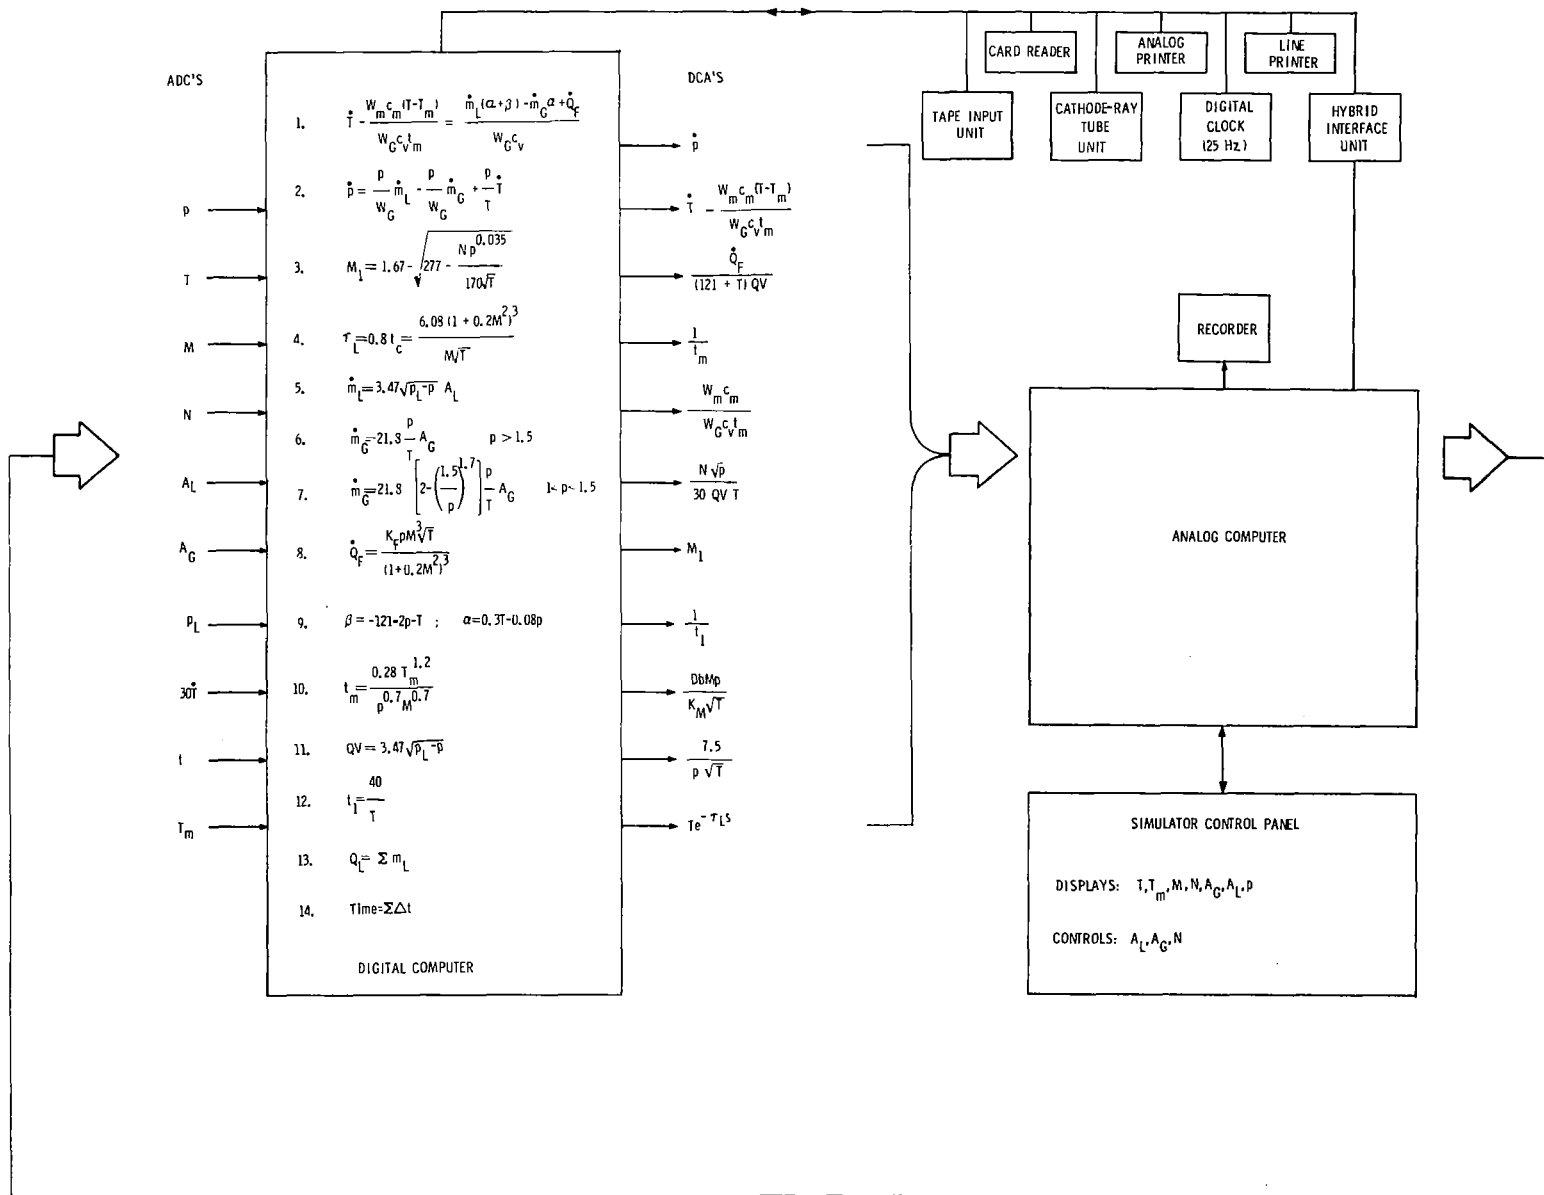 ADC'S
p
T
M
N
A_L
A_G
p_L
30Ṫ
t
T_m
1. Ṫ - W_m c_m (T-T_m) / W_G c_v t_m = ṁ_L (α+β) - ṁ_G α + Q̇_F / W_G c_v
2. ṗ = p/W_G ṁ_L - p/W_G ṁ_G + p/T Ṫ
3. M_1 = 1.67 - √(277 - N p^0.035 / 170√T)
4. τ_L = 0.8 t_c = 6.08 (1 + 0.2M^2)^3 / M√T
5. ṁ_L = 3.47 √(p_L-p) A_L
6. ṁ_G = 21.8 p/T A_G p > 1.5
7. ṁ_G = 21.8 [2-(1.5/p)^1.7] p/T A_G 1< p< 1.5
8. Q̇_F = K_F pM^3 √T / (1+0.2M^2)^3
9. β = -121-2p-T ; α=0.3T-0.08p
10. t_m = 0.28 T_m^1.2 / p^0.7 M^0.7
11. QV = 3.47 √(p_L-p)
12. t_1 = 40/T
13. Q_L = Σ m_L
14. Time=ΣΔt
DIGITAL COMPUTER
DCA'S
ṗ
Ṫ - W_m c_m (T-T_m) / W_G c_v t_m
Q̇_F / (121 + T) QV
1 / t_m
W_m c_m / W_G c_v t_m
N √p / 30 QV T
M_1
1 / t_1
DbMp / K_M √T
7.5 / p √T
Te^-τ_L s
CARD READER
ANALOG
PRINTER
LINE
PRINTER
TAPE INPUT
UNIT
CATHODE-RAY
TUBE
UNIT
DIGITAL
CLOCK
(25 Hz)
HYBRID
INTERFACE
UNIT
RECORDER
ANALOG COMPUTER
SIMULATOR CONTROL PANEL
DISPLAYS: T, T_m, M, N, A_G, A_L, p
CONTROLS: A_L, A_G, N